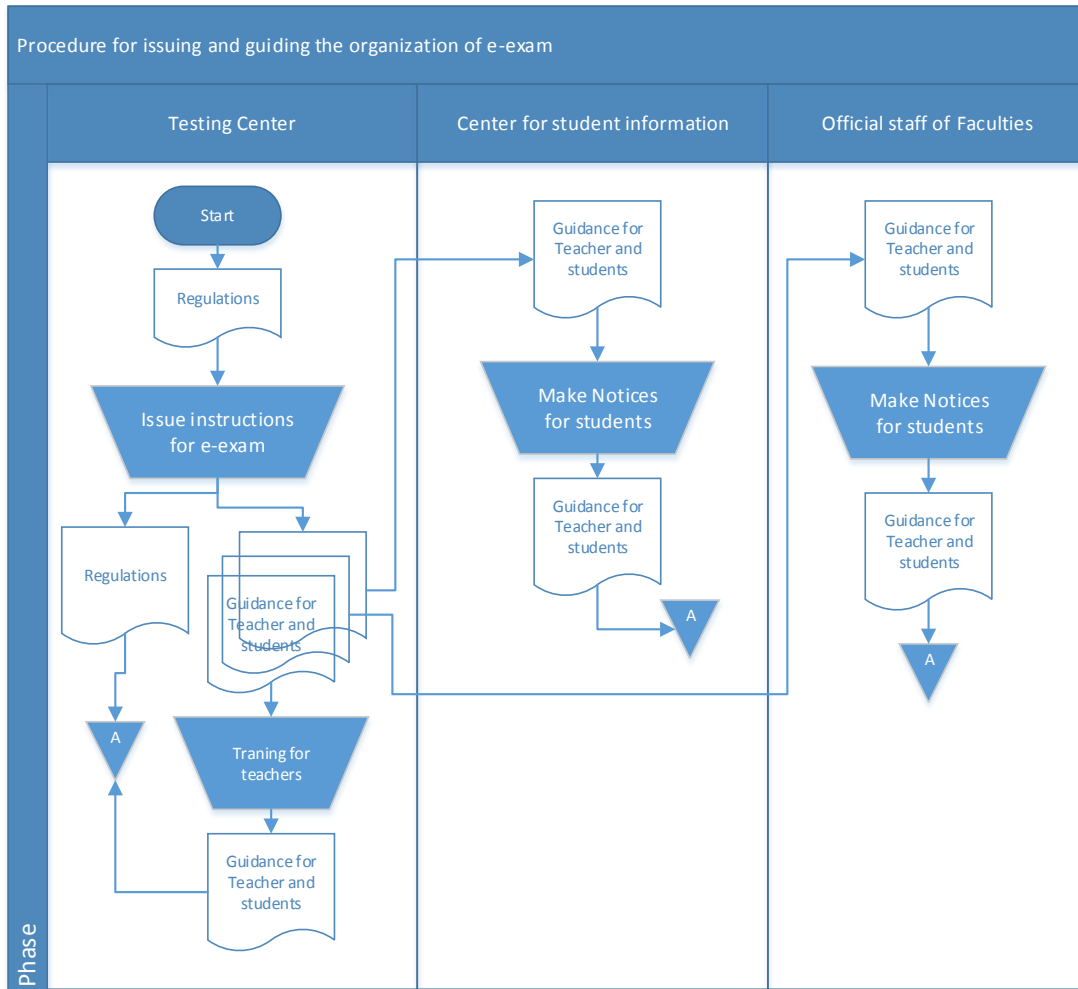 Procedure for issuing and guiding the organization of e-exam
Phase
Testing Center
Center for student information
Official staff of Faculties
Start
Regulations
Issue instructions
for e-exam
Regulations
Guidance for
Teacher and
students
A
Traning for
teachers
Guidance for
Teacher and
students
Guidance for
Teacher and
students
Make Notices
for students
Guidance for
Teacher and
students
A
Guidance for
Teacher and
students
Make Notices
for students
Guidance for
Teacher and
students
A